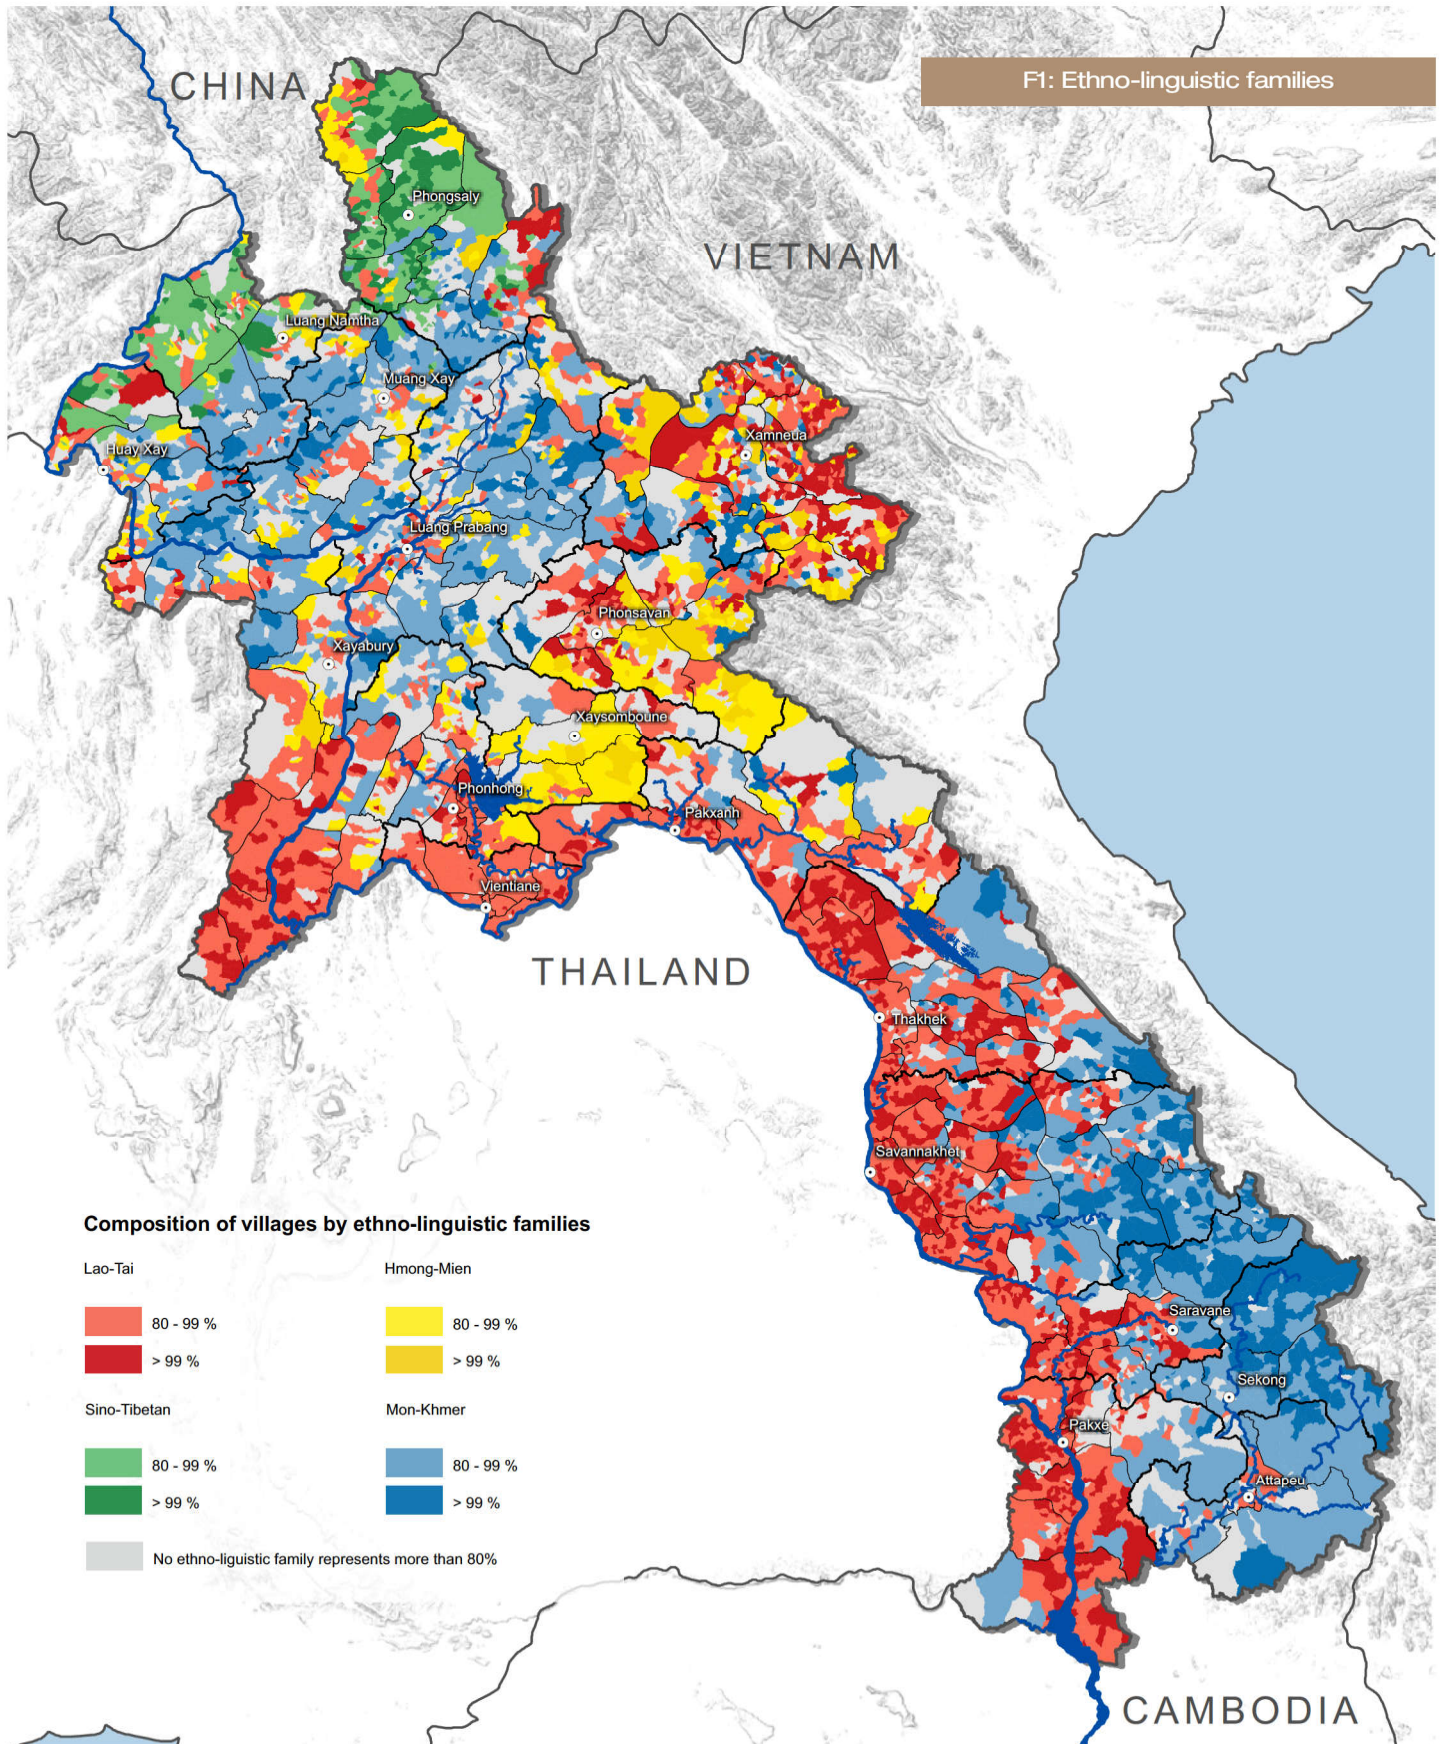 CHINA
F1: Ethno-linguistic families
Phongsaly
VIETNAM
Luang Namtha
Muang Xay
Xamneua
Huay Xay
Luang Prabang
Phonsavan
Xayabury
Xaysomboune
Phonhong
Pakxanh
Vientiane
THAILAND
Thakhek
Savannakhet
Saravane
Sekong
Pakxe
Attapeu
CAMBODIA
Composition of villages by ethno-linguistic families
Lao-Tai
80 - 99 %
> 99 %
Hmong-Mien
80 - 99 %
> 99 %
Sino-Tibetan
80 - 99 %
> 99 %
Mon-Khmer
80 - 99 %
> 99 %
No ethno-liguistic family represents more than 80%